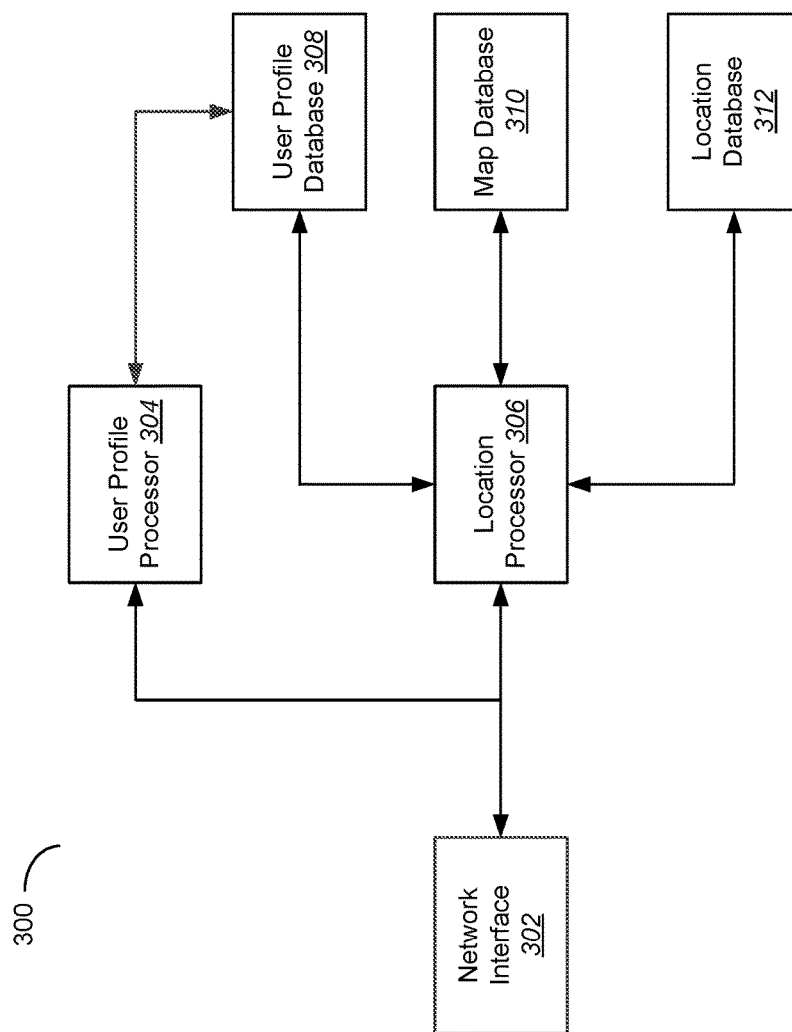 300
User Profile
Processor 304
User Profile
Database 308
Network
Interface
302
Location
Processor 306
Map Database
310
Location
Database
312